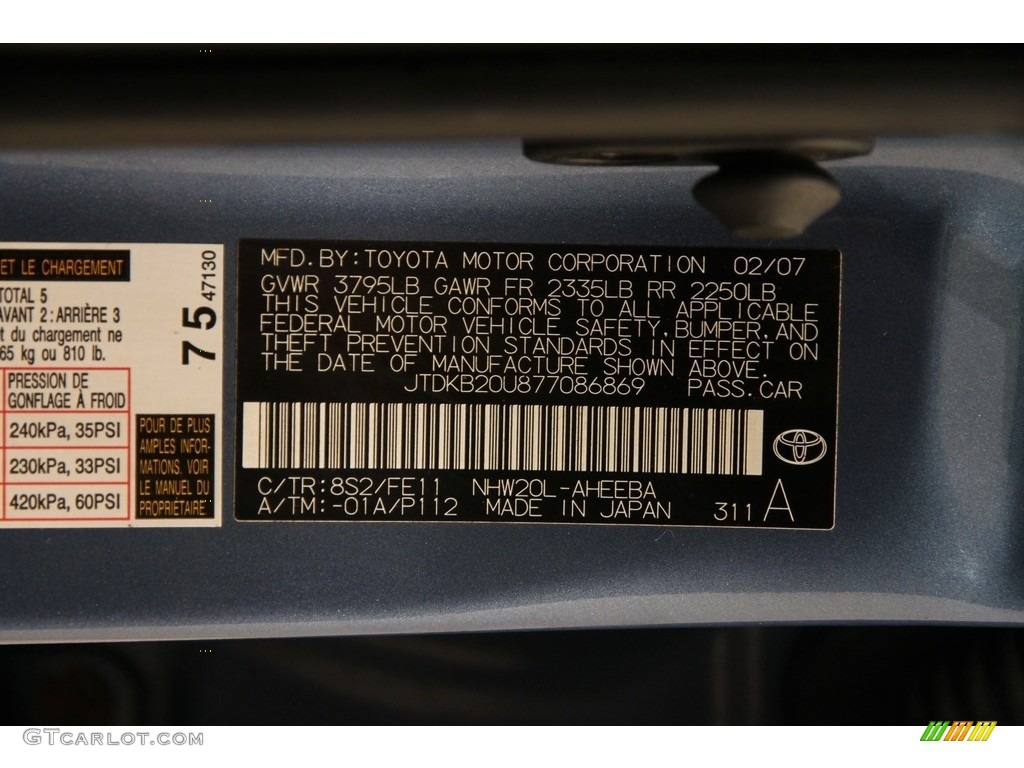 ET LE CHARGEMENT
TOTAL 5
AVANT 2 : ARRIÈRE 3
t du chargement ne
65 kg ou 810 lb.
PRESSION DE
GONFLAGE À FROID
240kPa, 35PSI
230kPa, 33PSI
420kPa, 60PSI
75
47130
POUR DE PLUS
AMPLES INFOR-
MATIONS, VOIR
LE MANUEL DU
PROPRIÉTAIRE.
MFD.BY:TOYOTA MOTOR CORPORATION 02/07
GVWR 3795LB GAWR FR 2335LB RR 2250LB
THIS VEHICLE CONFORMS TO ALL APPLICABLE
FEDERAL MOTOR VEHICLE SAFETY,BUMPER,AND
THEFT PREVENTION STANDARDS IN EFFECT ON
THE DATE OF MANUFACTURE SHOWN ABOVE.
JTDKB20U877086869 PASS.CAR
C/TR:8S2/FE11 NHW20L-AHEEBA
A/TM:-01A/P112 MADE IN JAPAN 311 A
GTCarlot.com